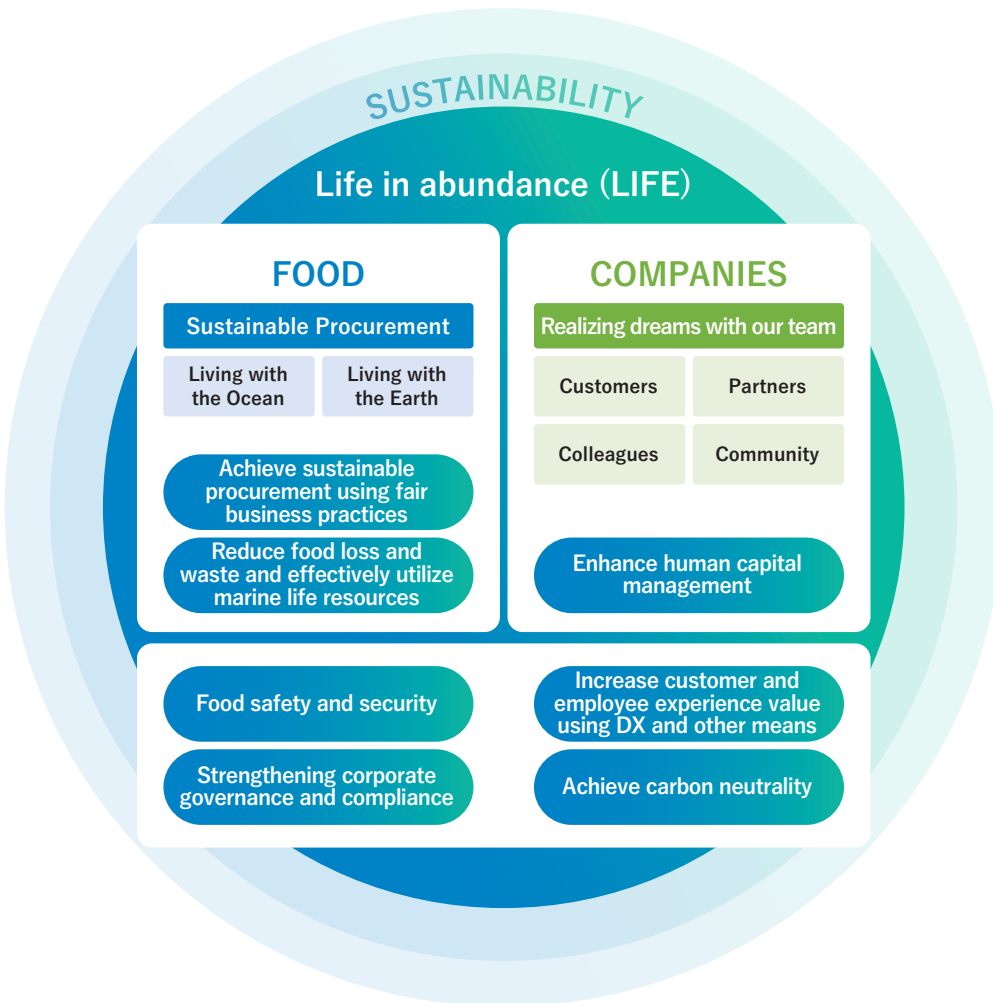 SUSTAINABILITY
Life in abundance (LIFE)
FOOD
Sustainable Procurement
Living with
the Ocean
Living with
the Earth
Achieve sustainable
procurement using fair
business practices
Reduce food loss and
waste and effectively utilize
marine life resources
COMPANIES
Realizing dreams with our team
Customers
Partners
Colleagues
Community
Enhance human capital
management
Food safety and security
Increase customer and
employee experience value
using DX and other means
Strengthening corporate
governance and compliance
Achieve carbon neutrality